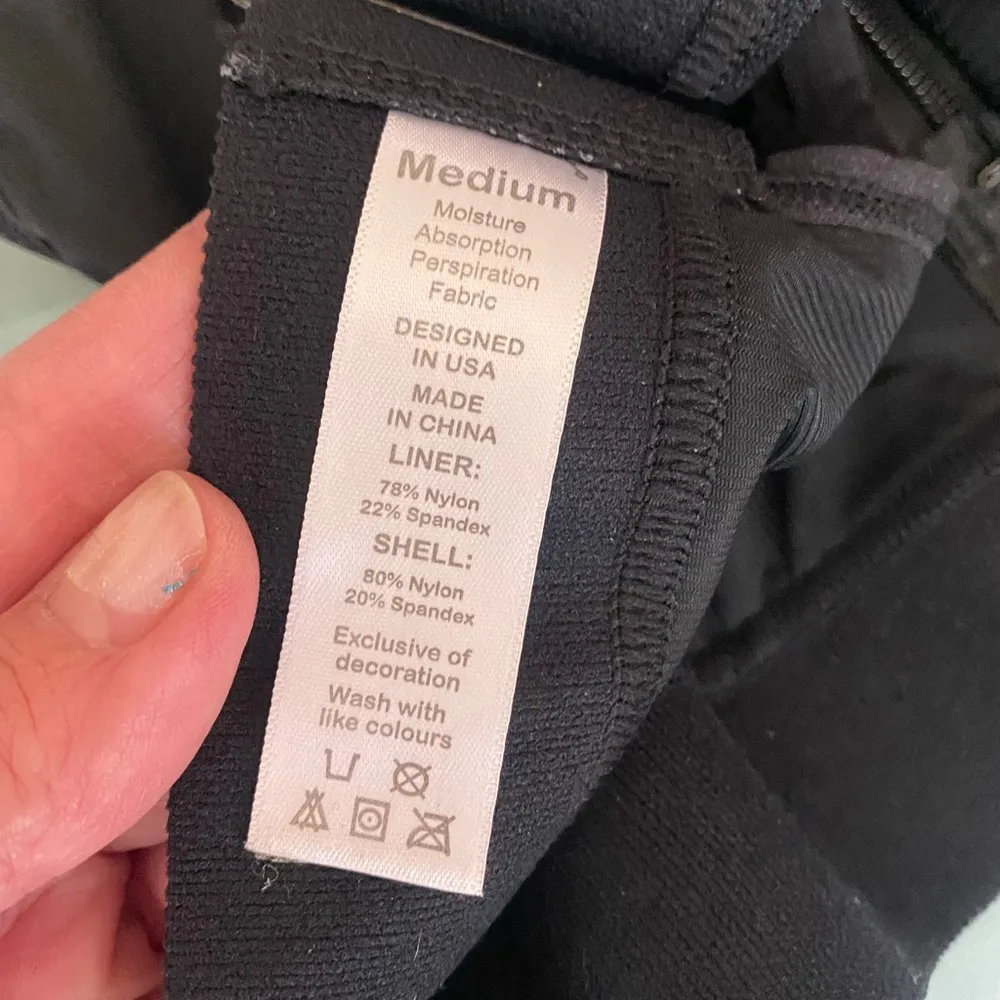 Medium
Moisture
Absorption
Perspiration
Fabric
DESIGNED
IN USA
MADE
IN CHINA
LINER:
78% Nylon
22% Spandex
SHELL:
80% Nylon
20% Spandex
Exclusive of
decoration
Wash with
like colours